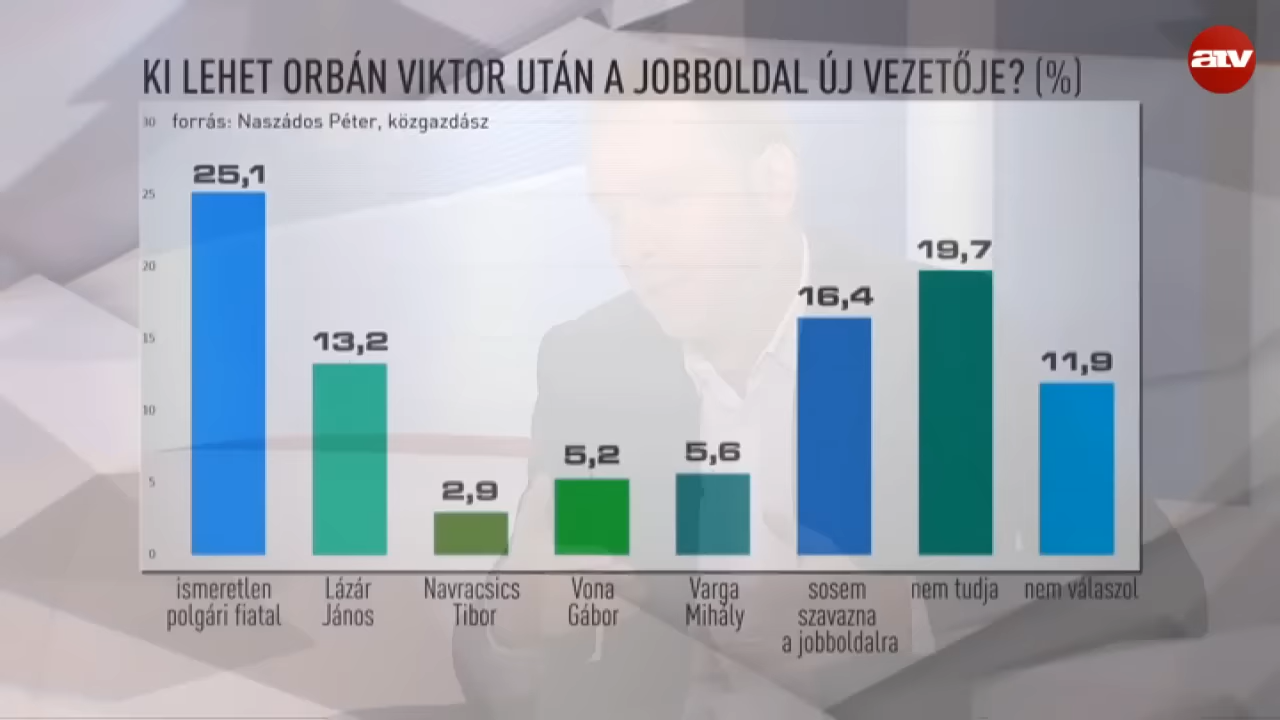 KI LEHET ORBÁN VIKTOR UTÁN A JOBBOLDAL ÚJ VEZETŐJE? (%)
atv
forrás: Naszádos Péter, közgazdász
30
25
20
15
10
5
0
25,1
13,2
2,9
5,2
5,6
16,4
19,7
11,9
ismeretlen
polgári fiatal
Lázár
János
Navracsics
Tibor
Vona
Gábor
Varga
Mihály
sosem
szavazna
a jobboldalra
nem tudja
nem válaszol